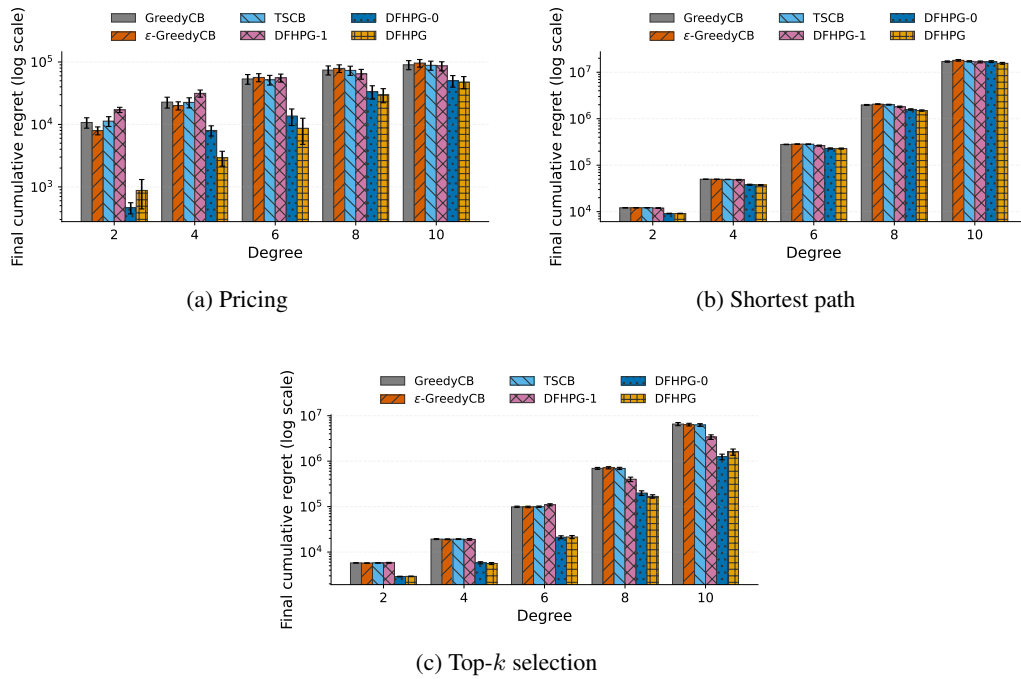 GreedyCB TSCB DFHPG-0
ε-GreedyCB DFHPG-1 DFHPG
Final cumulative regret (log scale)
10^5
10^4
10^3
2 4 6 8 10
Degree
(a) Pricing
GreedyCB TSCB DFHPG-0
ε-GreedyCB DFHPG-1 DFHPG
Final cumulative regret (log scale)
10^7
10^6
10^5
10^4
2 4 6 8 10
Degree
(b) Shortest path
GreedyCB TSCB DFHPG-0
ε-GreedyCB DFHPG-1 DFHPG
Final cumulative regret (log scale)
10^7
10^6
10^5
10^4
2 4 6 8 10
Degree
(c) Top-k selection